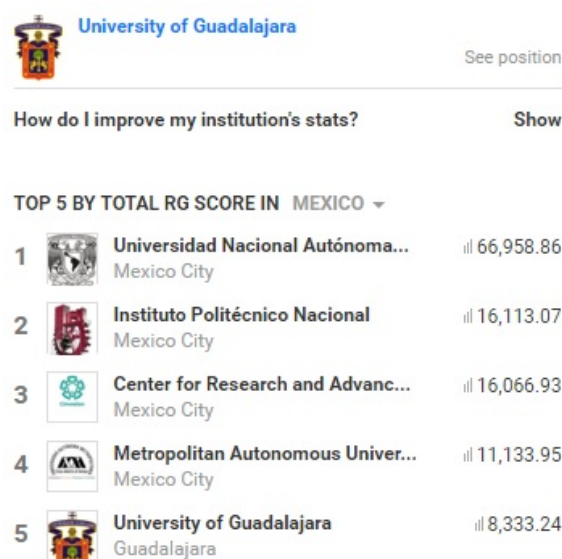 University of Guadalajara
See position
How do I improve my institution's stats? Show
TOP 5 BY TOTAL RG SCORE IN MEXICO
1 Universidad Nacional Autónoma... 66,958.86
Mexico City
2 Instituto Politécnico Nacional 16,113.07
Mexico City
3 Center for Research and Advanc... 16,066.93
Mexico City
4 Metropolitan Autonomous Univer... 11,133.95
Mexico City
5 University of Guadalajara 8,333.24
Guadalajara